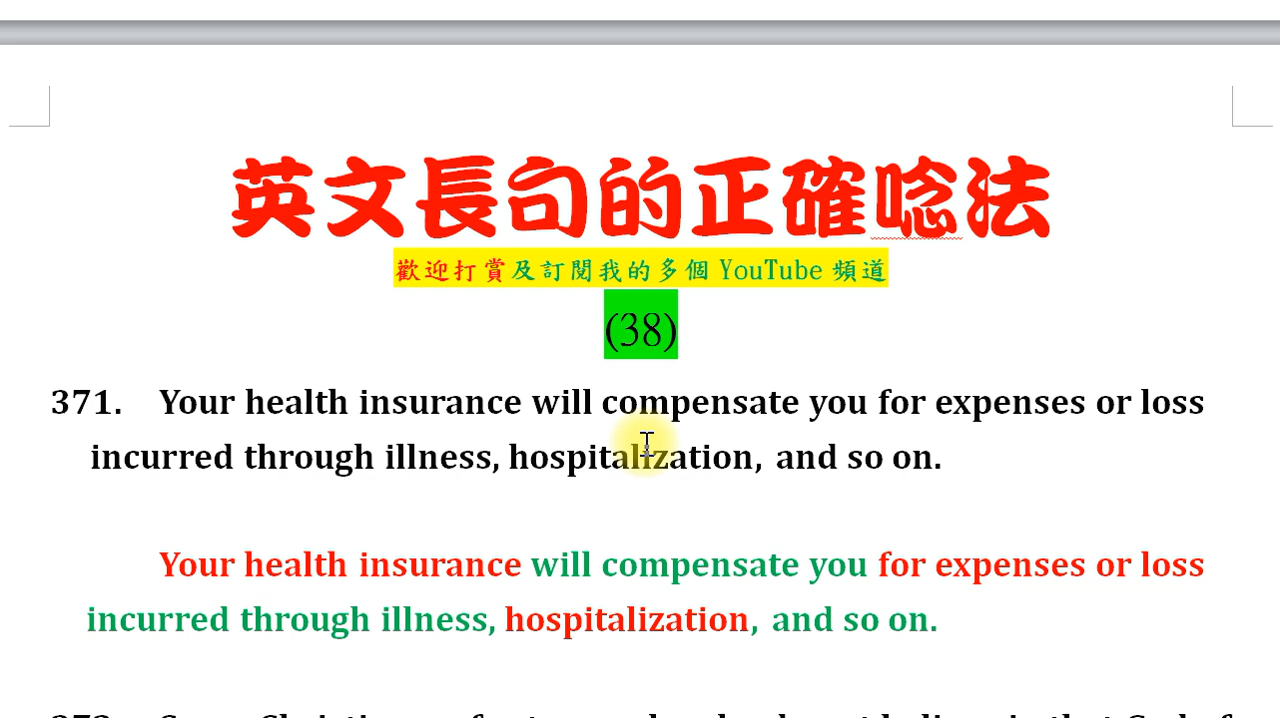 英文長句的正確唸法
歡迎打賞及訂閱我的多個 YouTube 頻道
(38)
371. Your health insurance will compensate you for expenses or loss
incurred through illness, hospitalization, and so on.
Your health insurance will compensate you for expenses or loss
incurred through illness, hospitalization, and so on.